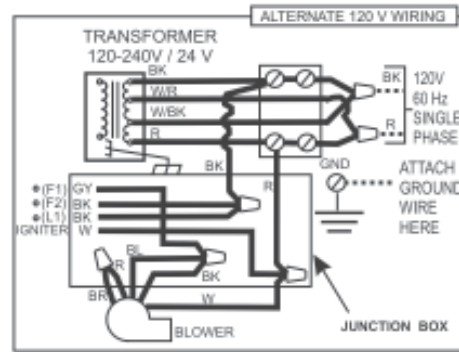 ALTERNATE 120 V WIRING
TRANSFORMER
120-240V / 24 V
BK
W/R
W/BK
R
BK 120V
60 Hz
R SINGLE
PHASE
BK
R
GND
ATTACH
GROUND
WIRE
HERE
(F1) GY
(F2) BK
(L1) BK
IGNITER W
BL
R
BK
BR
W
BLOWER
JUNCTION BOX